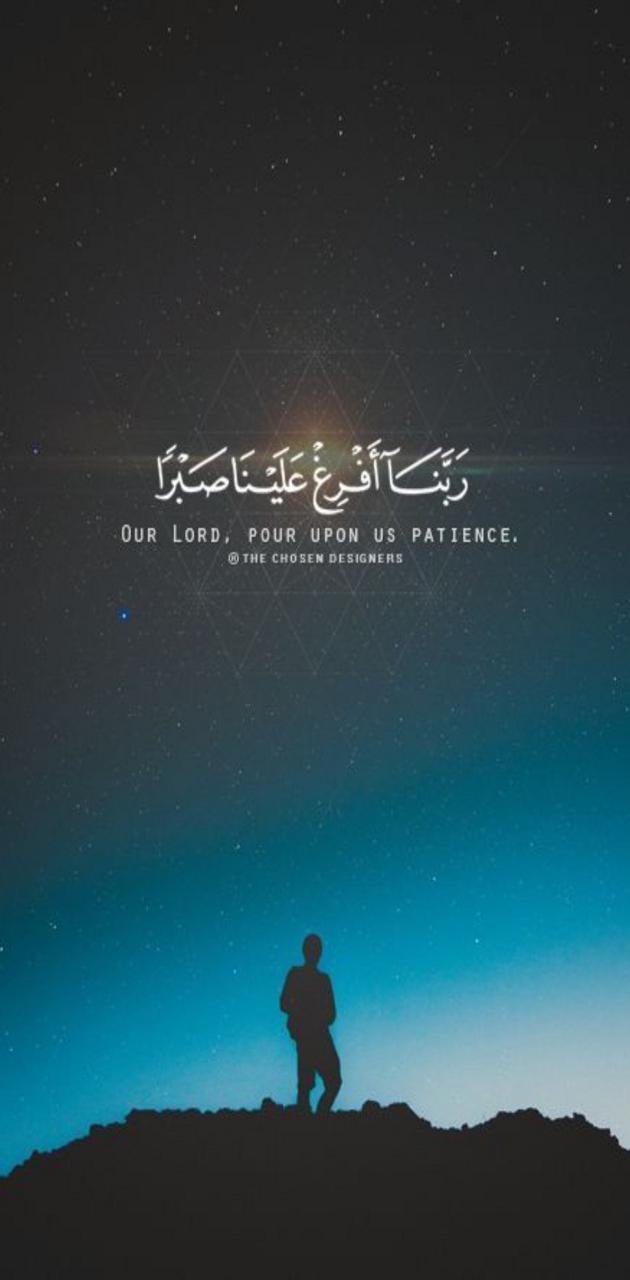 رَبَّنَآ أَفْرِغْ عَلَيْنَا صَبْرًا
Our Lord, pour upon us patience.
® THE CHOSEN DESIGNERS